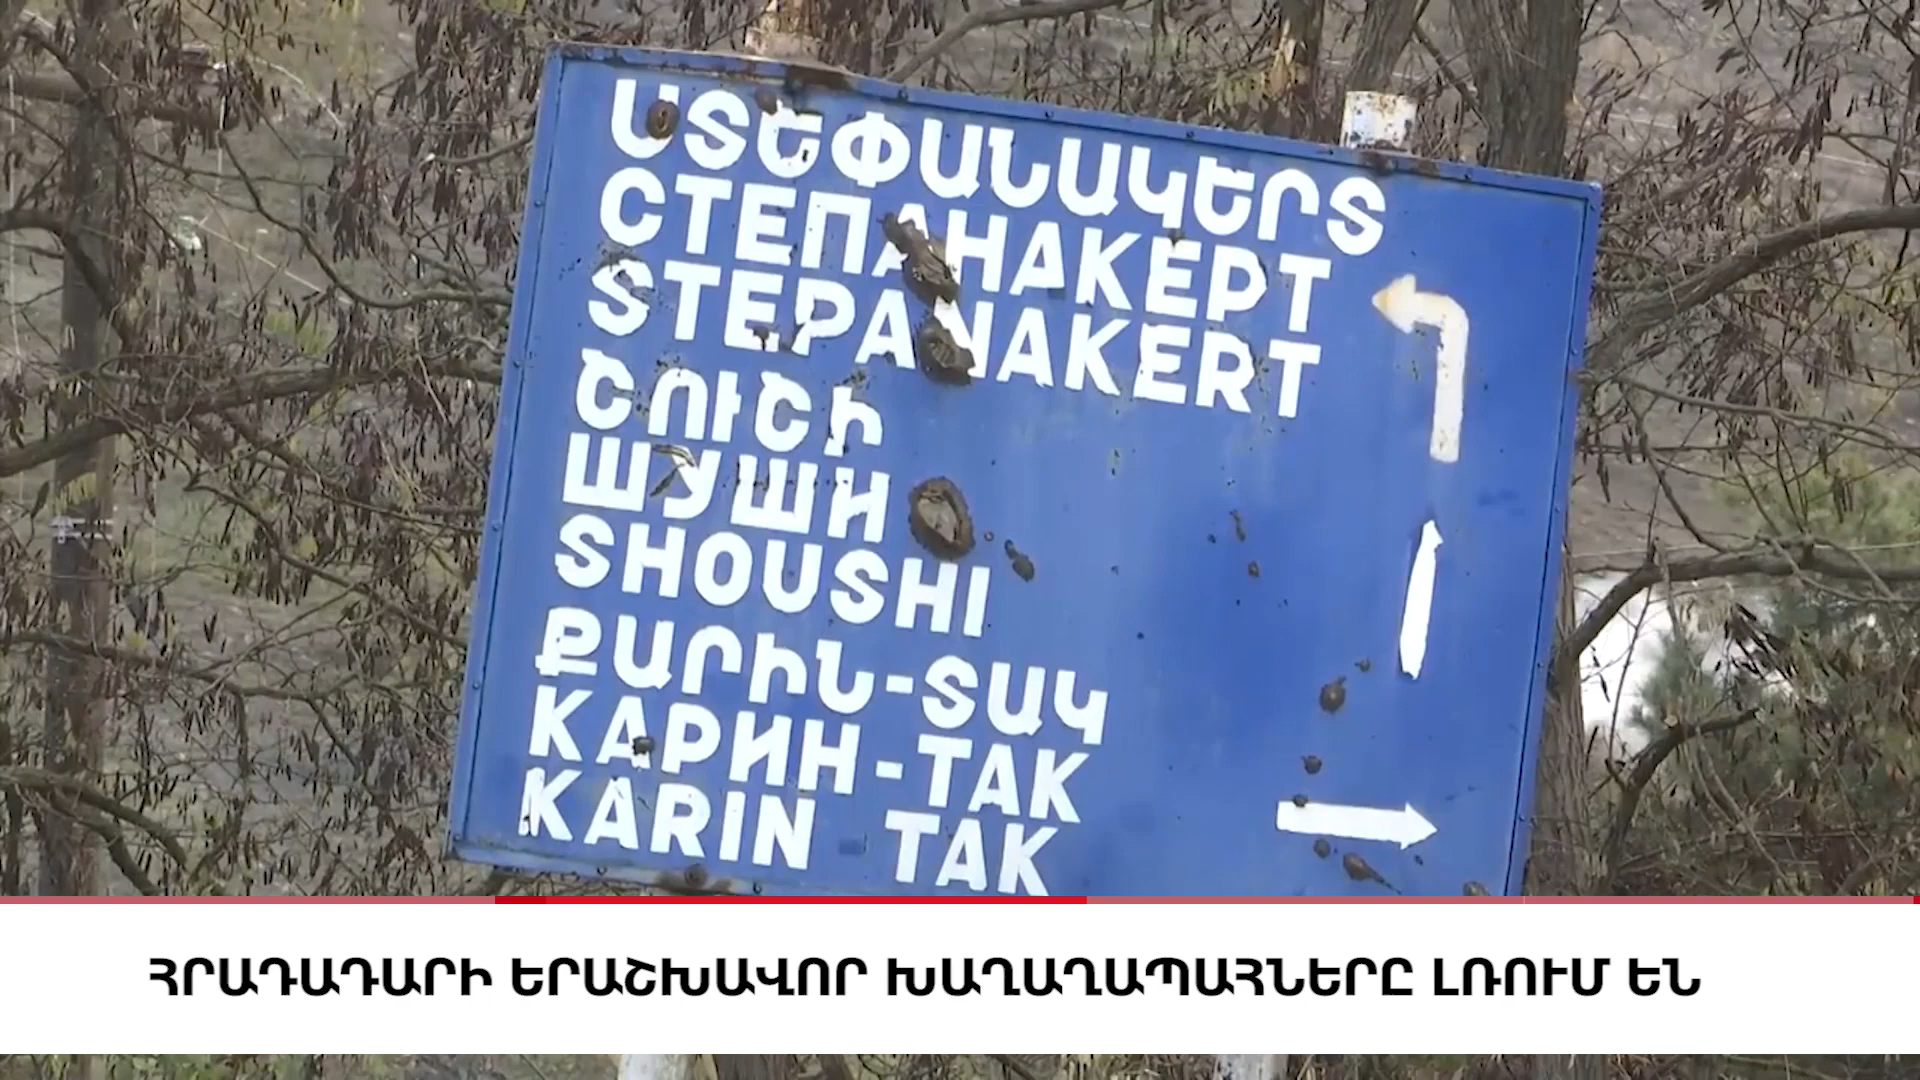 ՍՏԵՓԱՆԱԿԵՐՏ
СТЕПАНАКЕРТ
STEPANAKERT
ՇՈՒՇԻ
ШУШИ
SHOUSHI
ՔԱՐԻՆ-ՏԱԿ
КАРИН-ТАК
KARIN TAK
ՀՐԱԴԱԴԱՐԻ ԵՐԱՇԽԱՎՈՐ ԽԱՂԱՂԱՊԱՀՆԵՐԸ ԼՌՈՒՄ ԵՆ